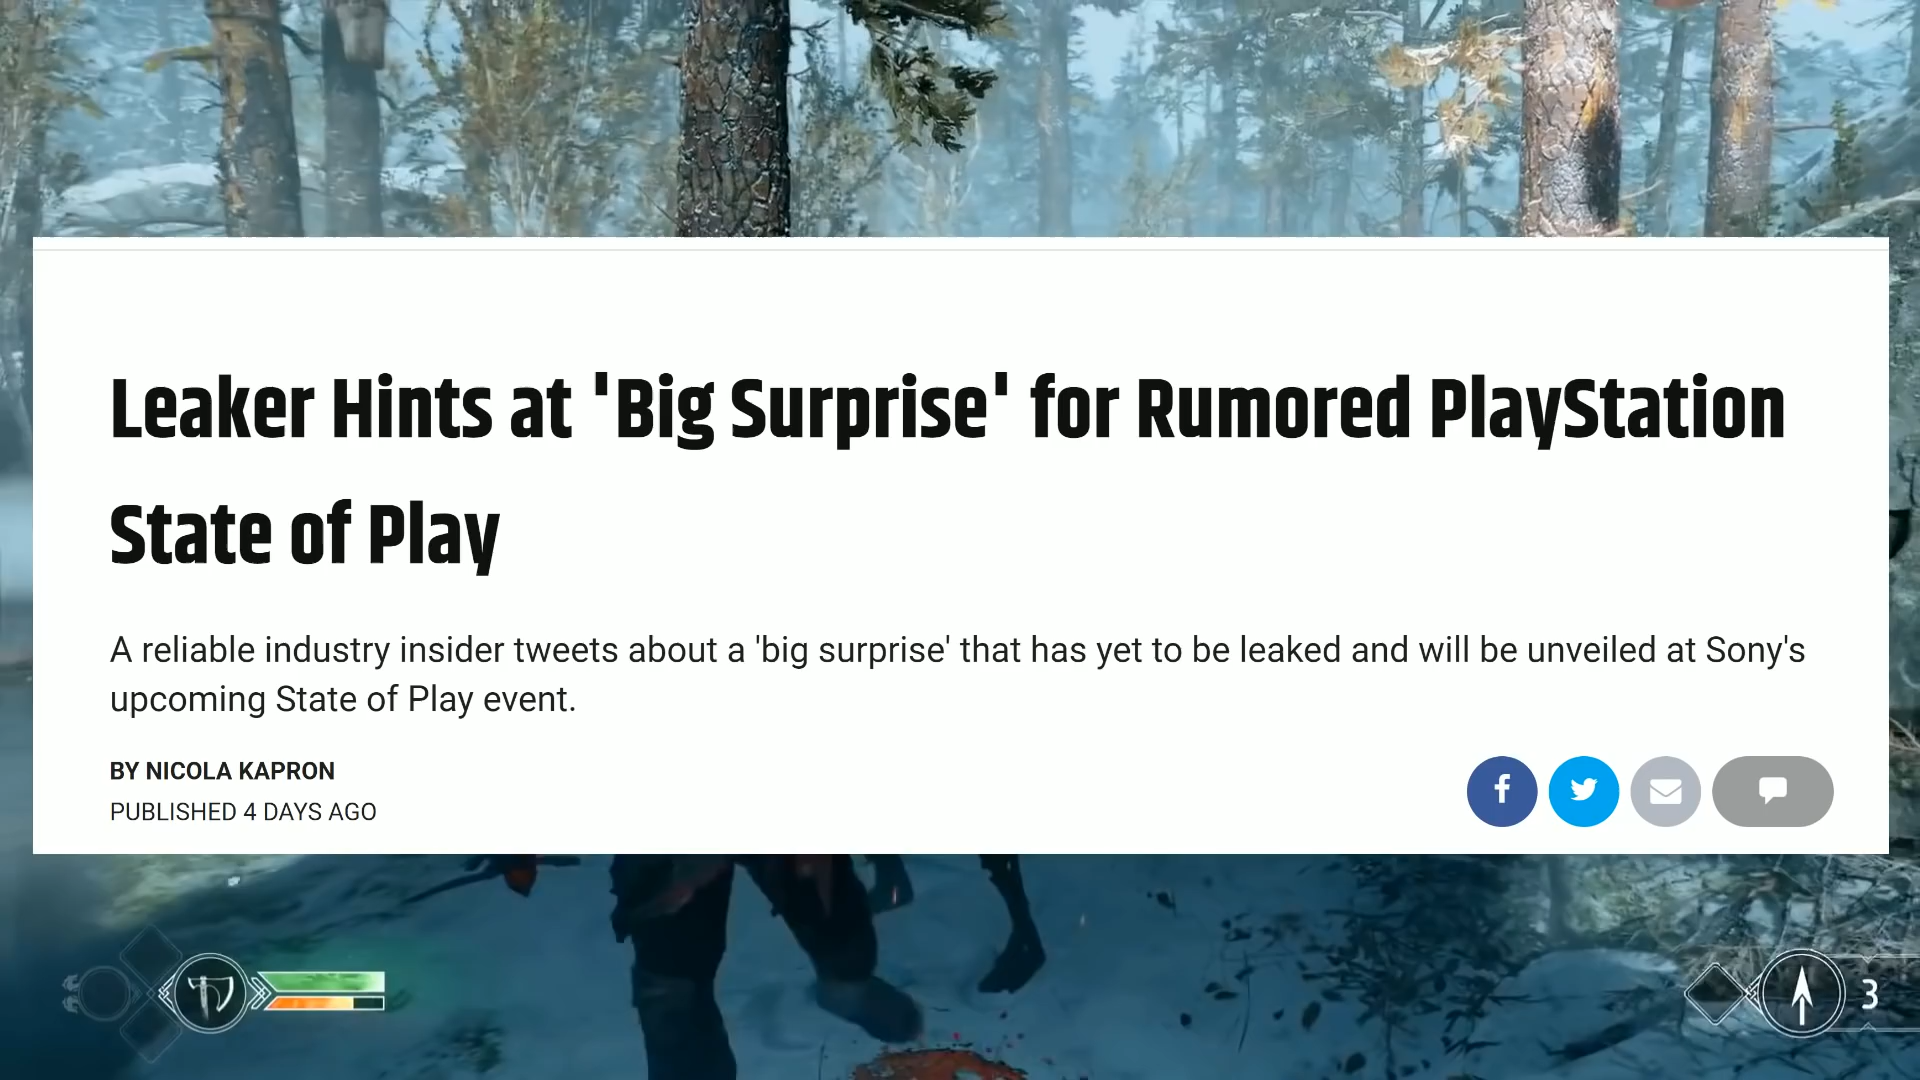 Leaker Hints at 'Big Surprise' for Rumored PlayStation
State of Play
A reliable industry insider tweets about a 'big surprise' that has yet to be leaked and will be unveiled at Sony's
upcoming State of Play event.
BY NICOLA KAPRON
PUBLISHED 4 DAYS AGO
3